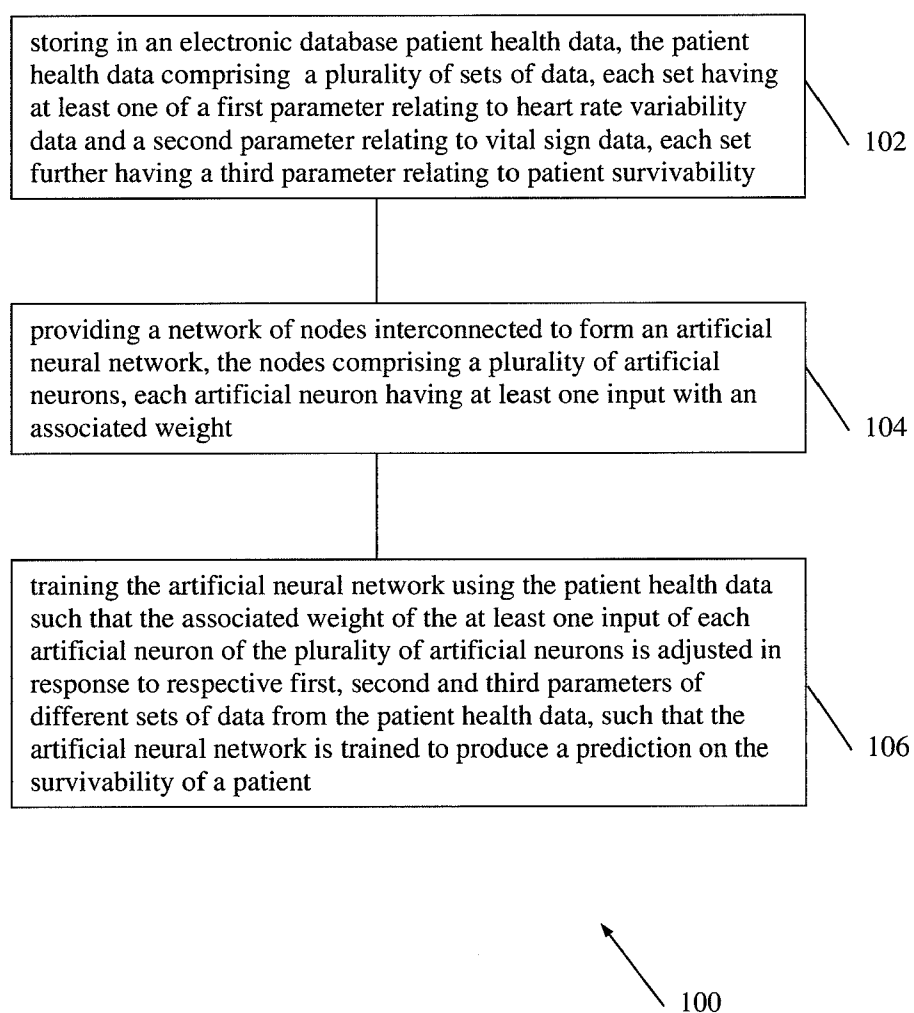 storing in an electronic database patient health data, the patient
health data comprising a plurality of sets of data, each set having
at least one of a first parameter relating to heart rate variability
data and a second parameter relating to vital sign data, each set
further having a third parameter relating to patient survivability
102
providing a network of nodes interconnected to form an artificial
neural network, the nodes comprising a plurality of artificial
neurons, each artificial neuron having at least one input with an
associated weight
104
training the artificial neural network using the patient health data
such that the associated weight of the at least one input of each
artificial neuron of the plurality of artificial neurons is adjusted in
response to respective first, second and third parameters of
different sets of data from the patient health data, such that the
artificial neural network is trained to produce a prediction on the
survivability of a patient
106
100